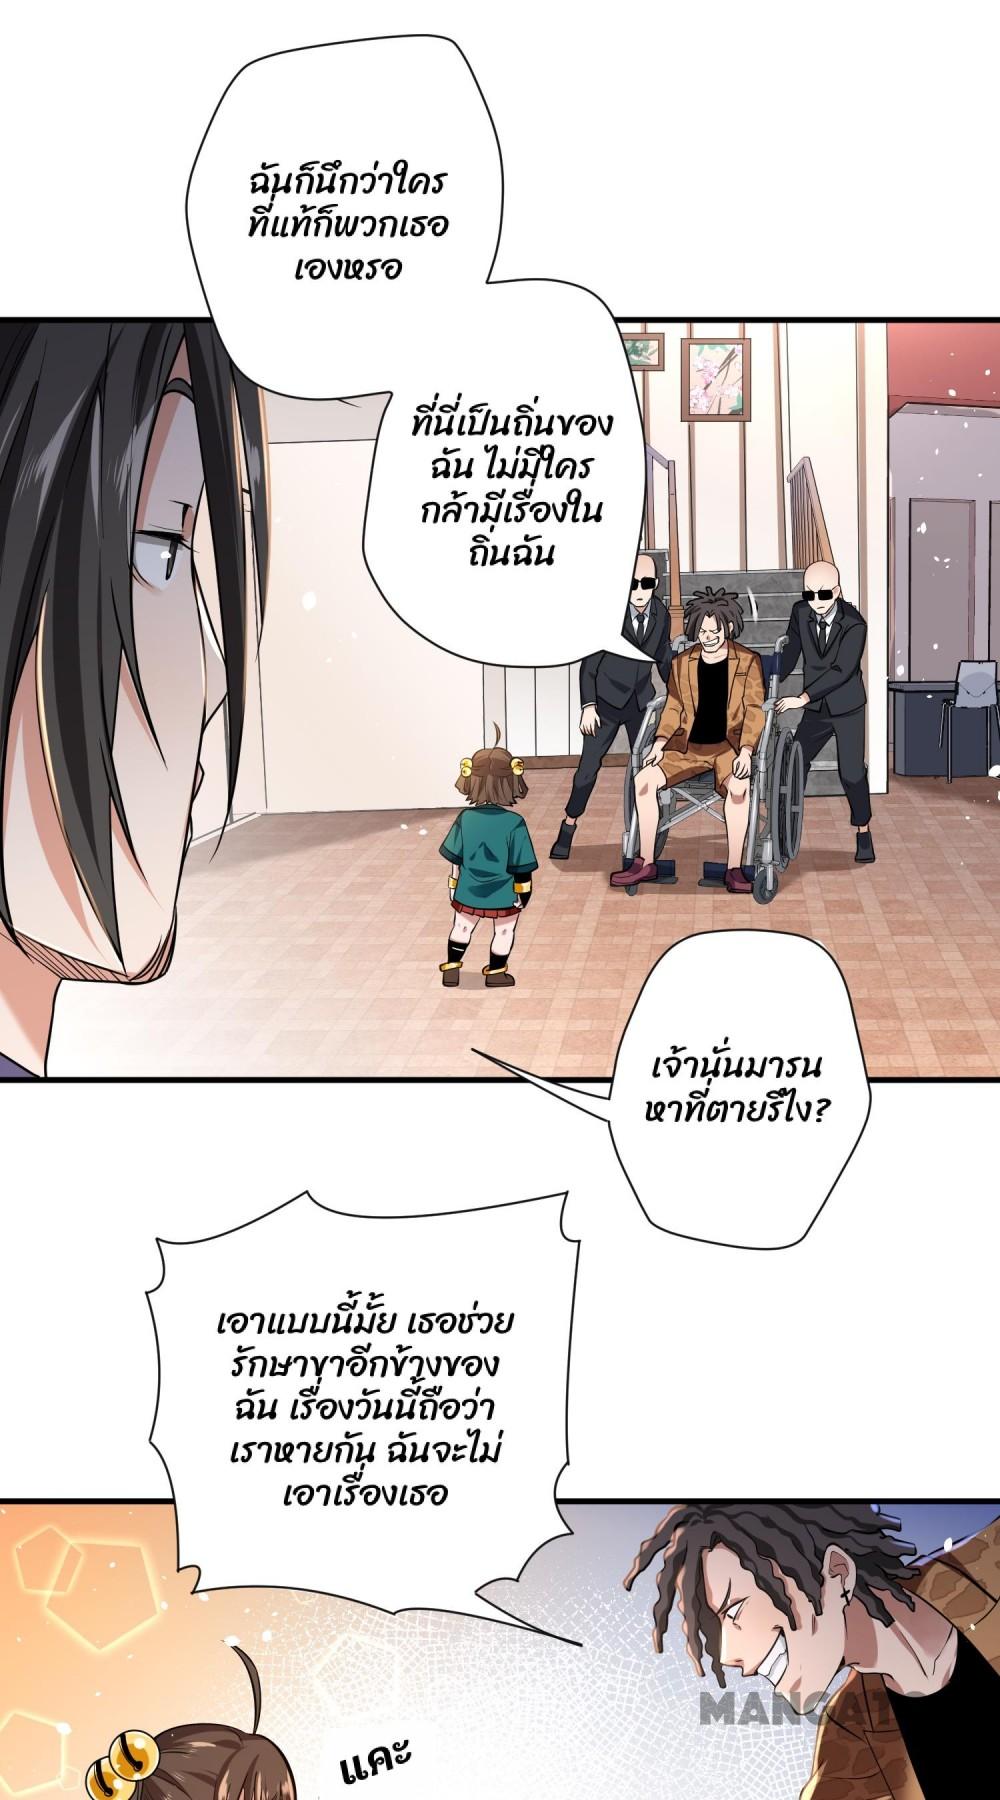 ฉันก็นึกว่าใคร
ที่แท้ก็พวกเธอ
เองหรอ
ที่นี่เป็นถิ่นของ
ฉัน ไม่มีใคร
กล้ามีเรื่องใน
ถิ่นฉัน
เจ้านั่นมารน
หาที่ตายรึไง?
เอาแบบนี้มั้ย เธอช่วย
รักษาขาอีกข้างของ
ฉัน เรื่องวันนี้ถือว่า
เราหายกัน ฉันจะไม่
เอาเรื่องเธอ
MANGATO
แคะ